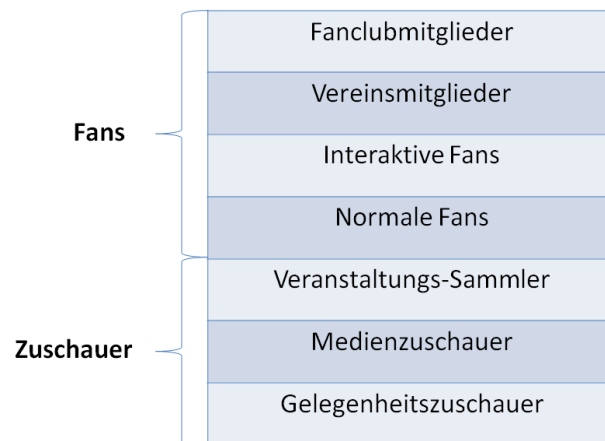 Fans
Fanclubmitglieder
Vereinsmitglieder
Interaktive Fans
Normale Fans
Zuschauer
Veranstaltungs-Sammler
Medienzuschauer
Gelegenheitszuschauer